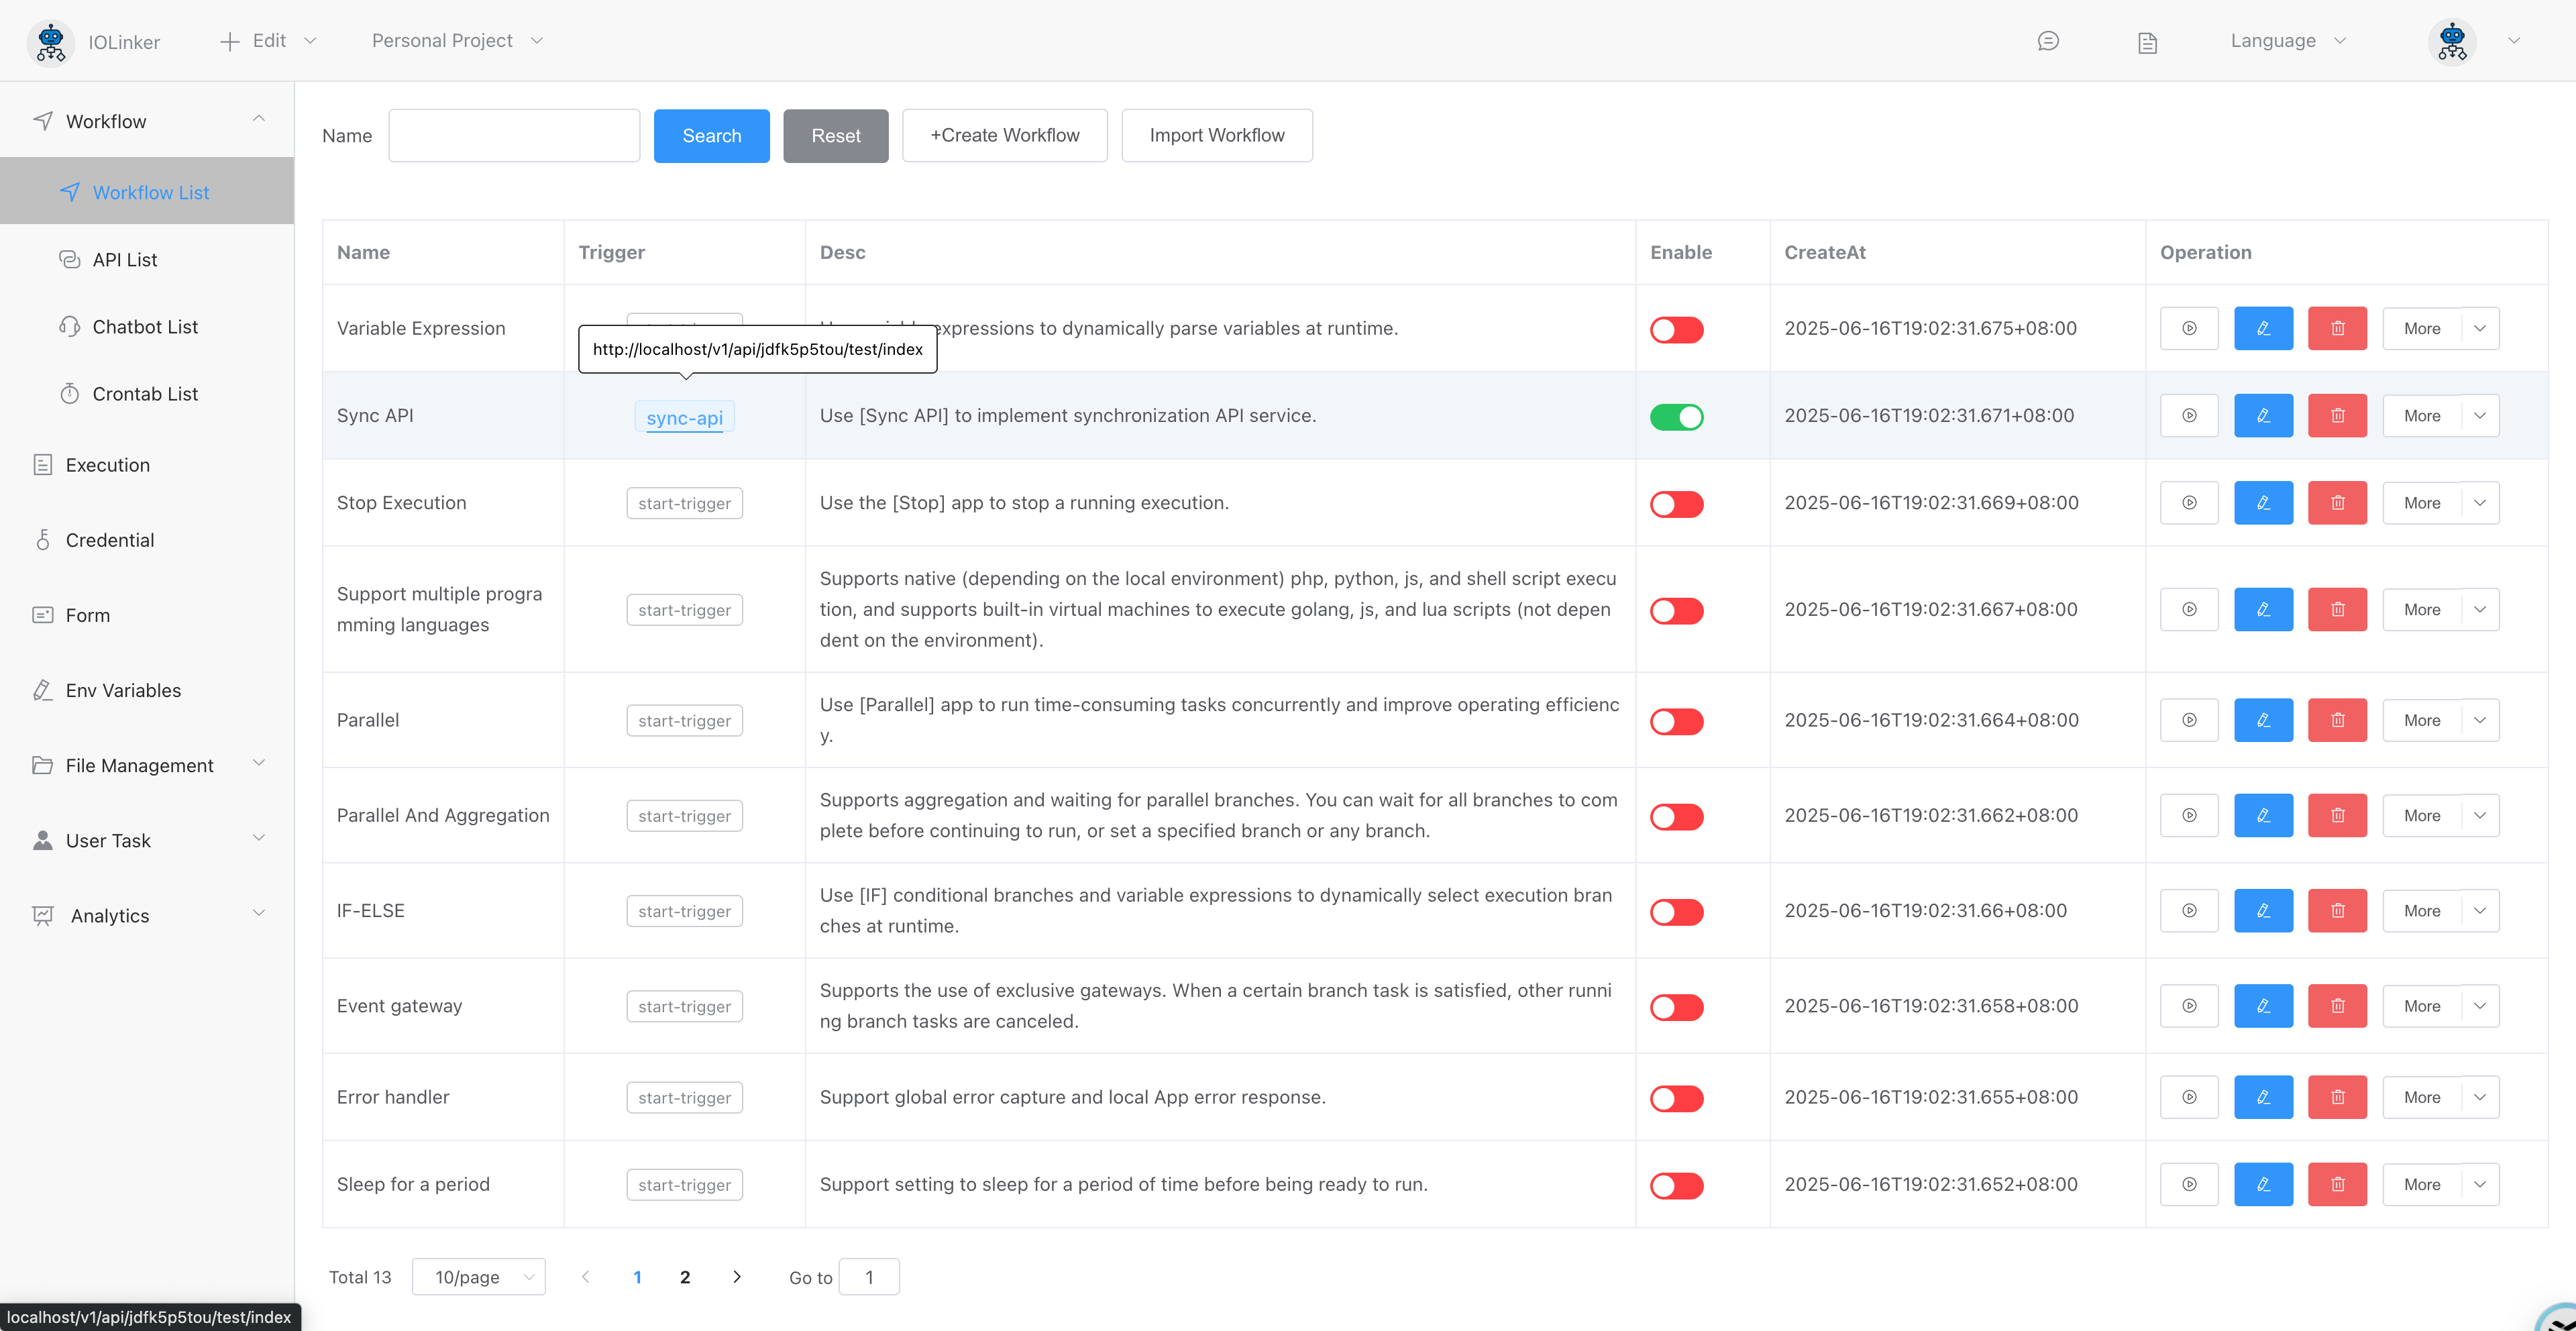 IOLinker
Edit
Personal Project
Language
Workflow
Workflow List
API List
Chatbot List
Crontab List
Execution
Credential
Form
Env Variables
File Management
User Task
Analytics
Name
Search
Reset
+Create Workflow
Import Workflow
Name Trigger Desc Enable CreateAt Operation
Variable Expression expressions to dynamically parse variables at runtime. 2025-06-16T19:02:31.675+08:00 More
http://localhost/v1/api/jdfk5p5tou/test/index
Sync API sync-api Use [Sync API] to implement synchronization API service. 2025-06-16T19:02:31.671+08:00 More
Stop Execution start-trigger Use the [Stop] app to stop a running execution. 2025-06-16T19:02:31.669+08:00 More
Support multiple progra
mming languages
start-trigger
Supports native (depending on the local environment) php, python, js, and shell script execu
tion, and supports built-in virtual machines to execute golang, js, and lua scripts (not depen
dent on the environment).
2025-06-16T19:02:31.667+08:00 More
Parallel start-trigger
Use [Parallel] app to run time-consuming tasks concurrently and improve operating efficienc
y.
2025-06-16T19:02:31.664+08:00 More
Parallel And Aggregation start-trigger
Supports aggregation and waiting for parallel branches. You can wait for all branches to com
plete before continuing to run, or set a specified branch or any branch.
2025-06-16T19:02:31.662+08:00 More
IF-ELSE start-trigger
Use [IF] conditional branches and variable expressions to dynamically select execution bran
ches at runtime.
2025-06-16T19:02:31.66+08:00 More
Event gateway start-trigger
Supports the use of exclusive gateways. When a certain branch task is satisfied, other runni
ng branch tasks are canceled.
2025-06-16T19:02:31.658+08:00 More
Error handler start-trigger Support global error capture and local App error response. 2025-06-16T19:02:31.655+08:00 More
Sleep for a period start-trigger Support setting to sleep for a period of time before being ready to run. 2025-06-16T19:02:31.652+08:00 More
Total 13 10/page 1 2 Go to 1
localhost/v1/api/jdfk5p5tou/test/index